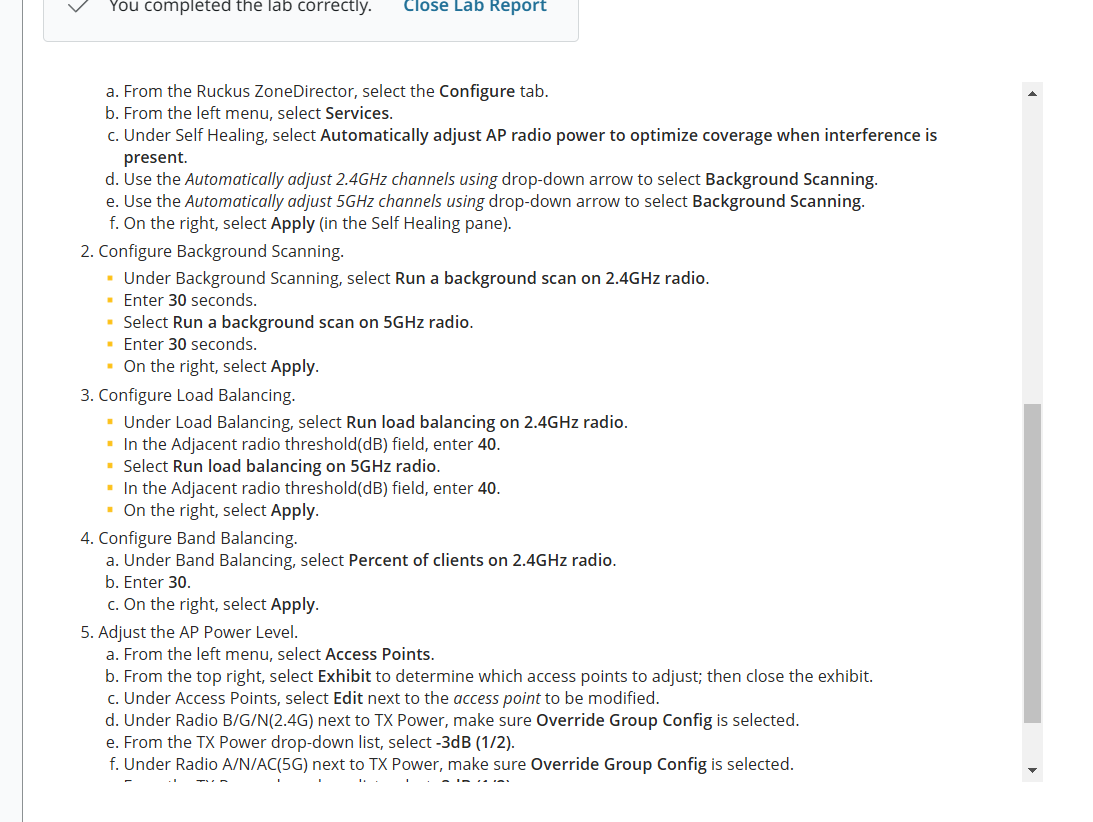 You completed the lab correctly. Close Lab Report
a. From the Ruckus ZoneDirector, select the Configure tab.
b. From the left menu, select Services.
c. Under Self Healing, select Automatically adjust AP radio power to optimize coverage when interference is
present.
d. Use the Automatically adjust 2.4GHz channels using drop-down arrow to select Background Scanning.
e. Use the Automatically adjust 5GHz channels using drop-down arrow to select Background Scanning.
f. On the right, select Apply (in the Self Healing pane).
2. Configure Background Scanning.
▪ Under Background Scanning, select Run a background scan on 2.4GHz radio.
▪ Enter 30 seconds.
▪ Select Run a background scan on 5GHz radio.
▪ Enter 30 seconds.
▪ On the right, select Apply.
3. Configure Load Balancing.
▪ Under Load Balancing, select Run load balancing on 2.4GHz radio.
▪ In the Adjacent radio threshold(dB) field, enter 40.
▪ Select Run load balancing on 5GHz radio.
▪ In the Adjacent radio threshold(dB) field, enter 40.
▪ On the right, select Apply.
4. Configure Band Balancing.
a. Under Band Balancing, select Percent of clients on 2.4GHz radio.
b. Enter 30.
c. On the right, select Apply.
5. Adjust the AP Power Level.
a. From the left menu, select Access Points.
b. From the top right, select Exhibit to determine which access points to adjust; then close the exhibit.
c. Under Access Points, select Edit next to the access point to be modified.
d. Under Radio B/G/N(2.4G) next to TX Power, make sure Override Group Config is selected.
e. From the TX Power drop-down list, select -3dB (1/2).
f. Under Radio A/N/AC(5G) next to TX Power, make sure Override Group Config is selected.